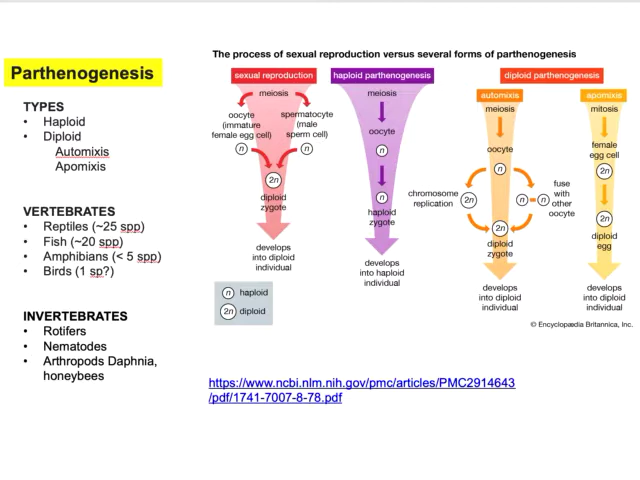 Parthenogenesis
TYPES
• Haploid
• Diploid
Automixis
Apomixis
VERTEBRATES
• Reptiles (~25 spp)
• Fish (~20 spp)
• Amphibians (< 5 spp)
• Birds (1 sp?)
INVERTEBRATES
• Rotifers
• Nematodes
• Arthropods Daphnia,
honeybees
The process of sexual reproduction versus several forms of parthenogenesis
sexual reproduction
meiosis
oocyte
(immature
female egg cell)
n
spermatocyte
(male
sperm cell)
n
2n
diploid
zygote
develops
into diploid
individual
haploid parthenogenesis
meiosis
oocyte
n
n
haploid
zygote
develops
into haploid
individual
diploid parthenogenesis
automixis
meiosis
oocyte
n
chromosome
replication
2n
n
n
fuse
with
other
oocyte
2n
diploid
zygote
develops
into diploid
individual
apomixis
mitosis
female
egg cell
2n
2n
diploid
egg
develops
into diploid
individual
n haploid
2n diploid
© Encyclopædia Britannica, Inc.
https://www.ncbi.nlm.nih.gov/pmc/articles/PMC2914643
/pdf/1741-7007-8-78.pdf